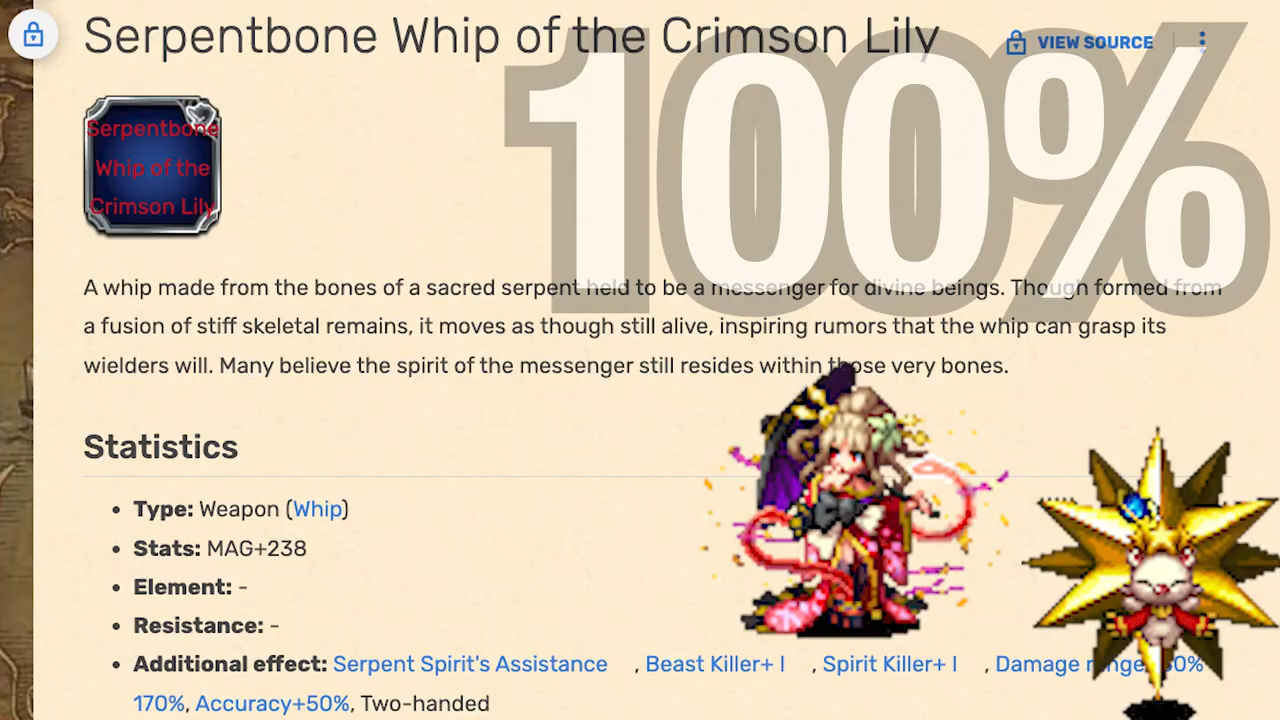 Serpentbone Whip of the Crimson Lily
VIEW SOURCE
100%
Serpentbone
Whip of the
Crimson Lily
A whip made from the bones of a sacred serpent held to be a messenger for divine beings. Though formed from
a fusion of stiff skeletal remains, it moves as though still alive, inspiring rumors that the whip can grasp its
wielders will. Many believe the spirit of the messenger still resides within those very bones.
Statistics
• Type: Weapon (Whip)
• Stats: MAG+238
• Element: -
• Resistance: -
• Additional effect: Serpent Spirit's Assistance , Beast Killer+ I , Spirit Killer+ I , Damage
170%, Accuracy+50%, Two-handed